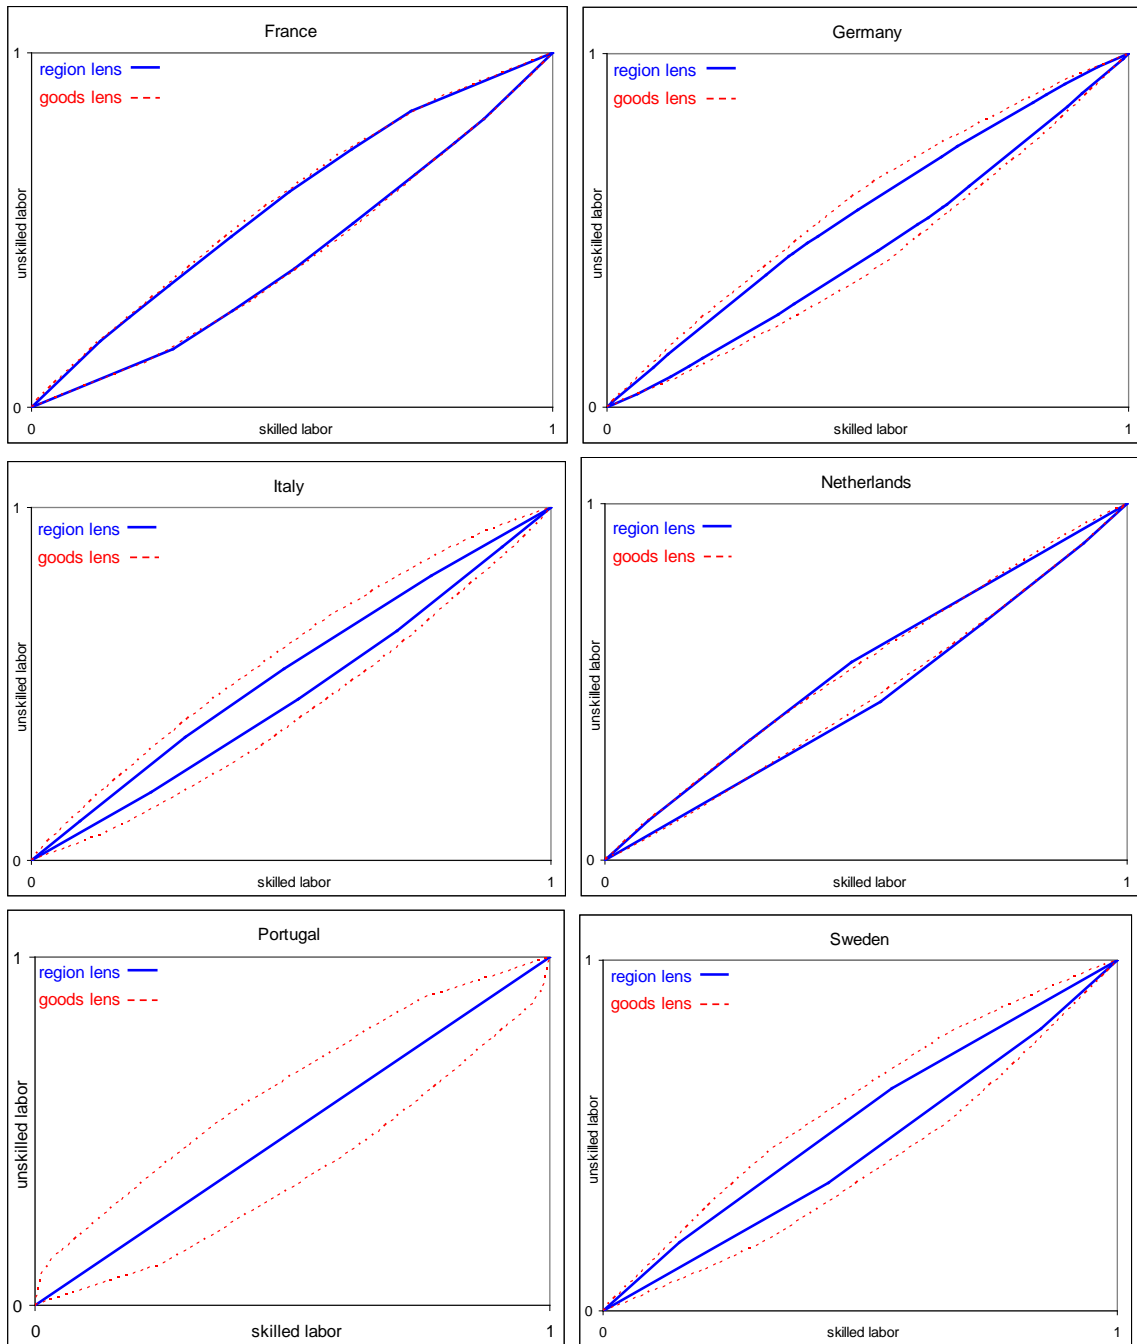 France
1
region lens
goods lens
unskilled labor
0
0
skilled labor
1
Germany
1
region lens
goods lens
unskilled labor
0
0
skilled labor
1
Italy
1
region lens
goods lens
unskilled labor
0
0
skilled labor
1
Netherlands
1
region lens
goods lens
unskilled labor
0
0
skilled labor
1
Portugal
1
region lens
goods lens
unskilled labor
0
0
skilled labor
1
Sweden
1
region lens
goods lens
unskilled labor
0
0
skilled labor
1